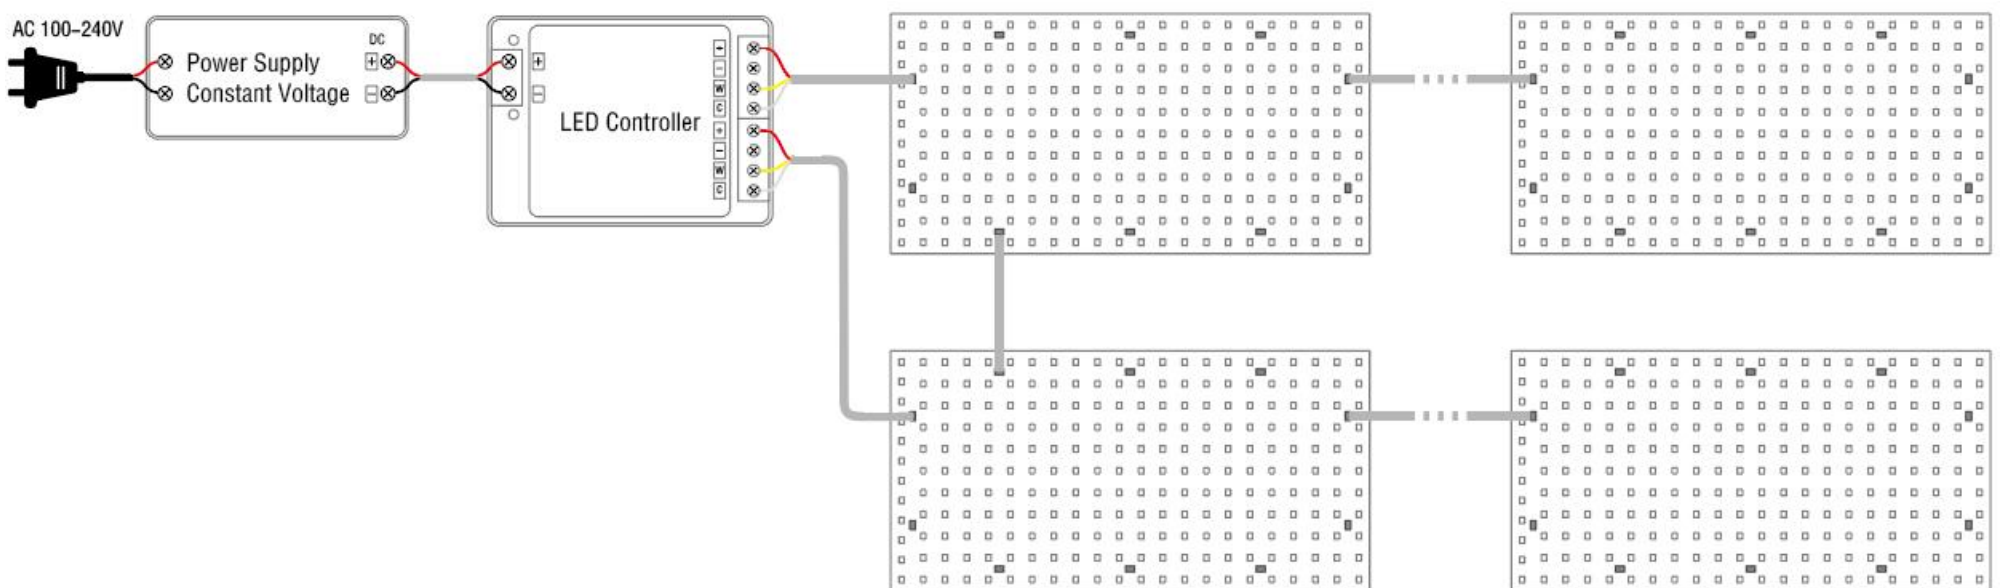 AC 100–240V
Power Supply
Constant Voltage
DC
+
−
+
−
LED Controller
+
−
W
C
+
−
W
C